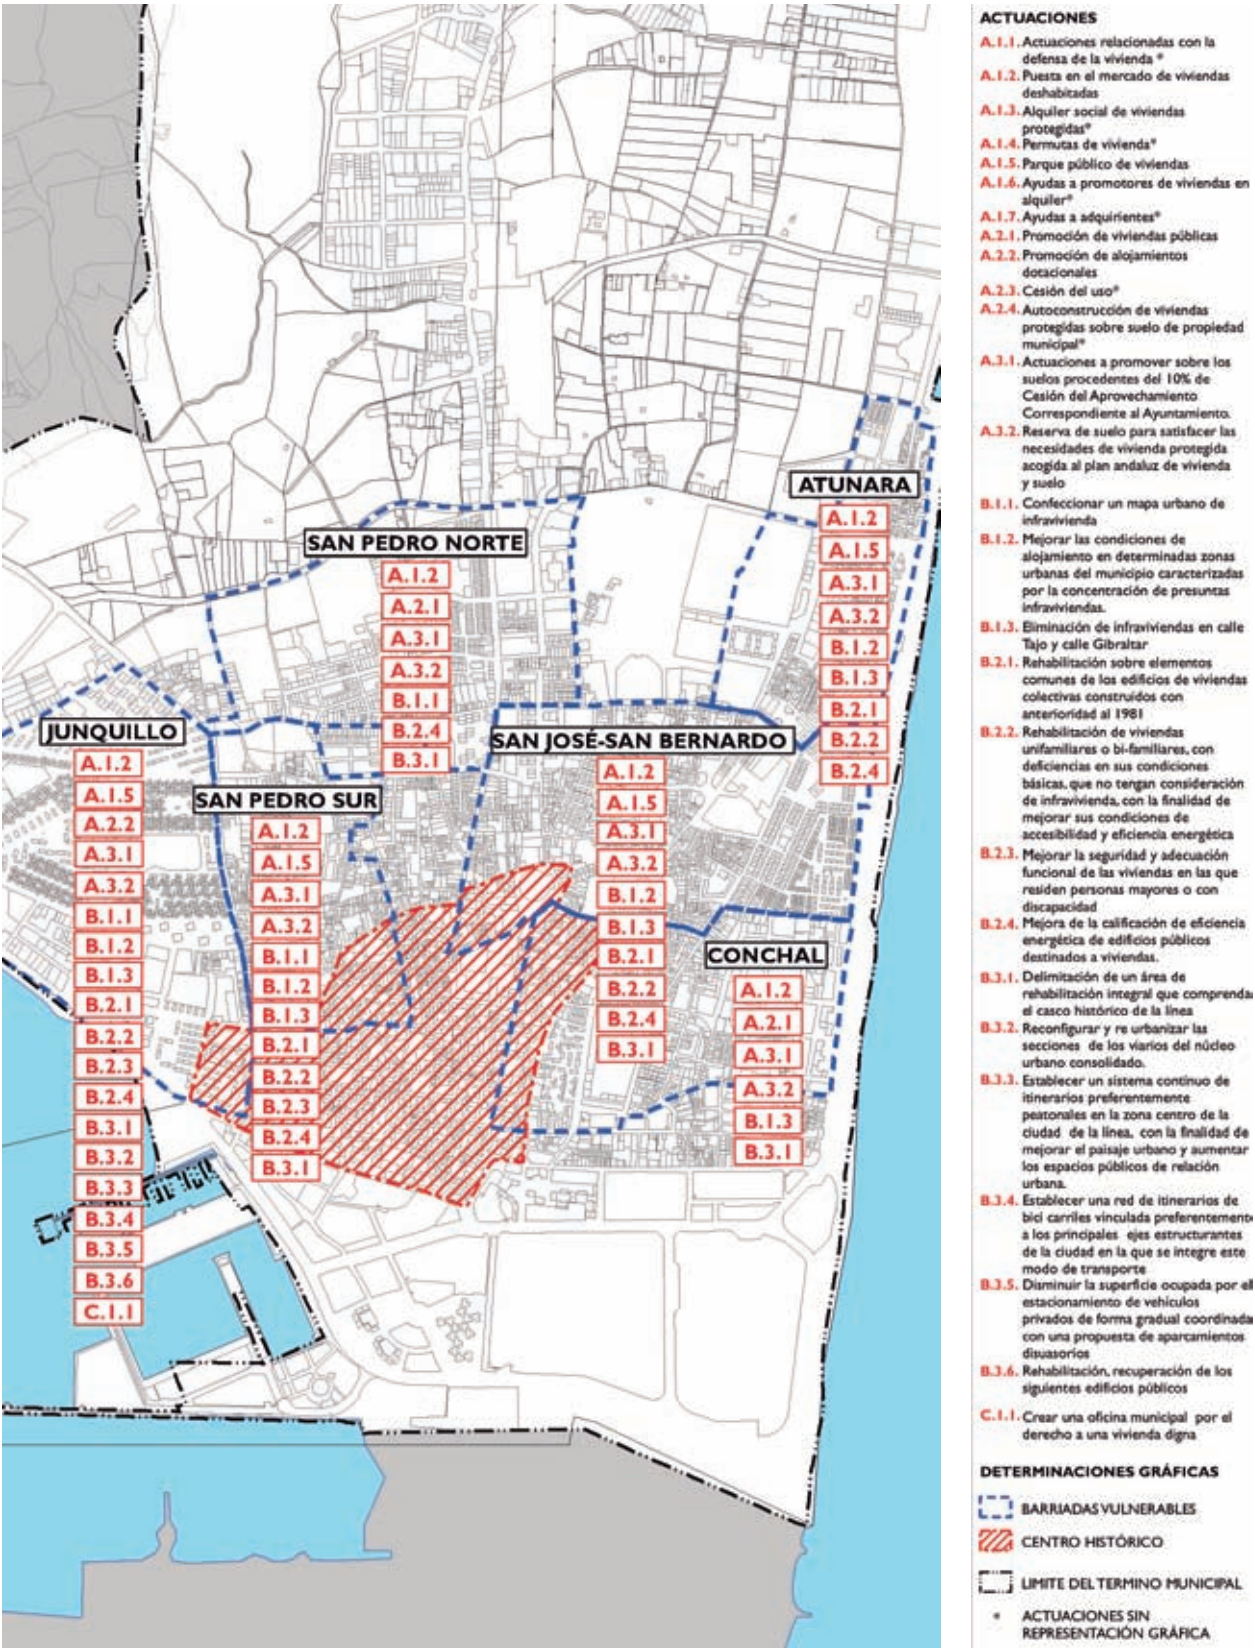 ATUNARA
A.1.2
A.1.5
A.3.1
A.3.2
B.1.2
B.1.3
B.2.1
B.2.2
B.2.4
SAN PEDRO NORTE
A.1.2
A.2.1
A.3.1
A.3.2
B.1.1
B.2.4
B.3.1
JUNQUILLO
A.1.2
A.1.5
A.2.2
A.3.1
A.3.2
B.1.1
B.1.2
B.1.3
B.2.1
B.2.2
B.2.3
B.2.4
B.3.1
B.3.2
B.3.3
B.3.4
B.3.5
B.3.6
C.1.1
SAN PEDRO SUR
A.1.2
A.1.5
A.3.1
A.3.2
B.1.1
B.1.2
B.1.3
B.2.1
B.2.2
B.2.3
B.2.4
B.3.1
SAN JOSÉ-SAN BERNARDO
A.1.2
A.1.5
A.3.1
A.3.2
B.1.2
B.1.3
B.2.1
B.2.2
B.2.4
B.3.1
CONCHAL
A.1.2
A.2.1
A.3.1
A.3.2
B.1.3
B.3.1
ACTUACIONES
A.1.1. Actuaciones relacionadas con la
defensa de la vivienda *
A.1.2. Puesta en el mercado de viviendas
deshabitadas
A.1.3. Alquiler social de viviendas
protegidas*
A.1.4. Permutas de vivienda*
A.1.5. Parque público de viviendas
A.1.6. Ayudas a promotores de viviendas en
alquiler*
A.1.7. Ayudas a adquirientes*
A.2.1. Promoción de viviendas públicas
A.2.2. Promoción de alojamientos
dotacionales
A.2.3. Cesión del uso*
A.2.4. Autoconstrucción de viviendas
protegidas sobre suelo de propiedad
municipal*
A.3.1. Actuaciones a promover sobre los
suelos procedentes del 10% de
Cesión del Aprovechamiento
Correspondiente al Ayuntamiento.
A.3.2. Reserva de suelo para satisfacer las
necesidades de vivienda protegida
acogida al plan andaluz de vivienda
y suelo
B.1.1. Confeccionar un mapa urbano de
infravivienda
B.1.2. Mejorar las condiciones de
alojamiento en determinadas zonas
urbanas del municipio caracterizadas
por la concentración de presuntas
infraviviendas.
B.1.3. Eliminación de infraviviendas en calle
Tajo y calle Gibraltar
B.2.1. Rehabilitación sobre elementos
comunes de los edificios de viviendas
colectivas construidos con
anterioridad al 1981
B.2.2. Rehabilitación de viviendas
unifamiliares o bi-familiares, con
deficiencias en sus condiciones
básicas, que no tengan consideración
de infravivienda, con la finalidad de
mejorar sus condiciones de
accesibilidad y eficiencia energética
B.2.3. Mejorar la seguridad y adecuación
funcional de las viviendas en las que
residen personas mayores o con
discapacidad
B.2.4. Mejora de la calificación de eficiencia
energética de edificios públicos
destinados a viviendas.
B.3.1. Delimitación de un área de
rehabilitación integral que comprenda
el casco histórico de la línea
B.3.2. Reconfigurar y re urbanizar las
secciones de los viarios del núcleo
urbano consolidado.
B.3.3. Establecer un sistema continuo de
itinerarios preferentemente
peatonales en la zona centro de la
ciudad de la línea, con la finalidad de
mejorar el paisaje urbano y aumentar
los espacios públicos de relación
urbana.
B.3.4. Establecer una red de itinerarios de
bici carriles vinculada preferentemente
a los principales ejes estructurantes
de la ciudad en la que se integre este
modo de transporte
B.3.5. Disminuir la superficie ocupada por el
estacionamiento de vehículos
privados de forma gradual coordinada
con una propuesta de aparcamientos
disuasorios
B.3.6. Rehabilitación, recuperación de los
siguientes edificios públicos
C.1.1. Crear una oficina municipal por el
derecho a una vivienda digna
DETERMINACIONES GRÁFICAS
BARRIADAS VULNERABLES
CENTRO HISTÓRICO
LIMITE DEL TERMINO MUNICIPAL
* ACTUACIONES SIN
REPRESENTACIÓN GRÁFICA